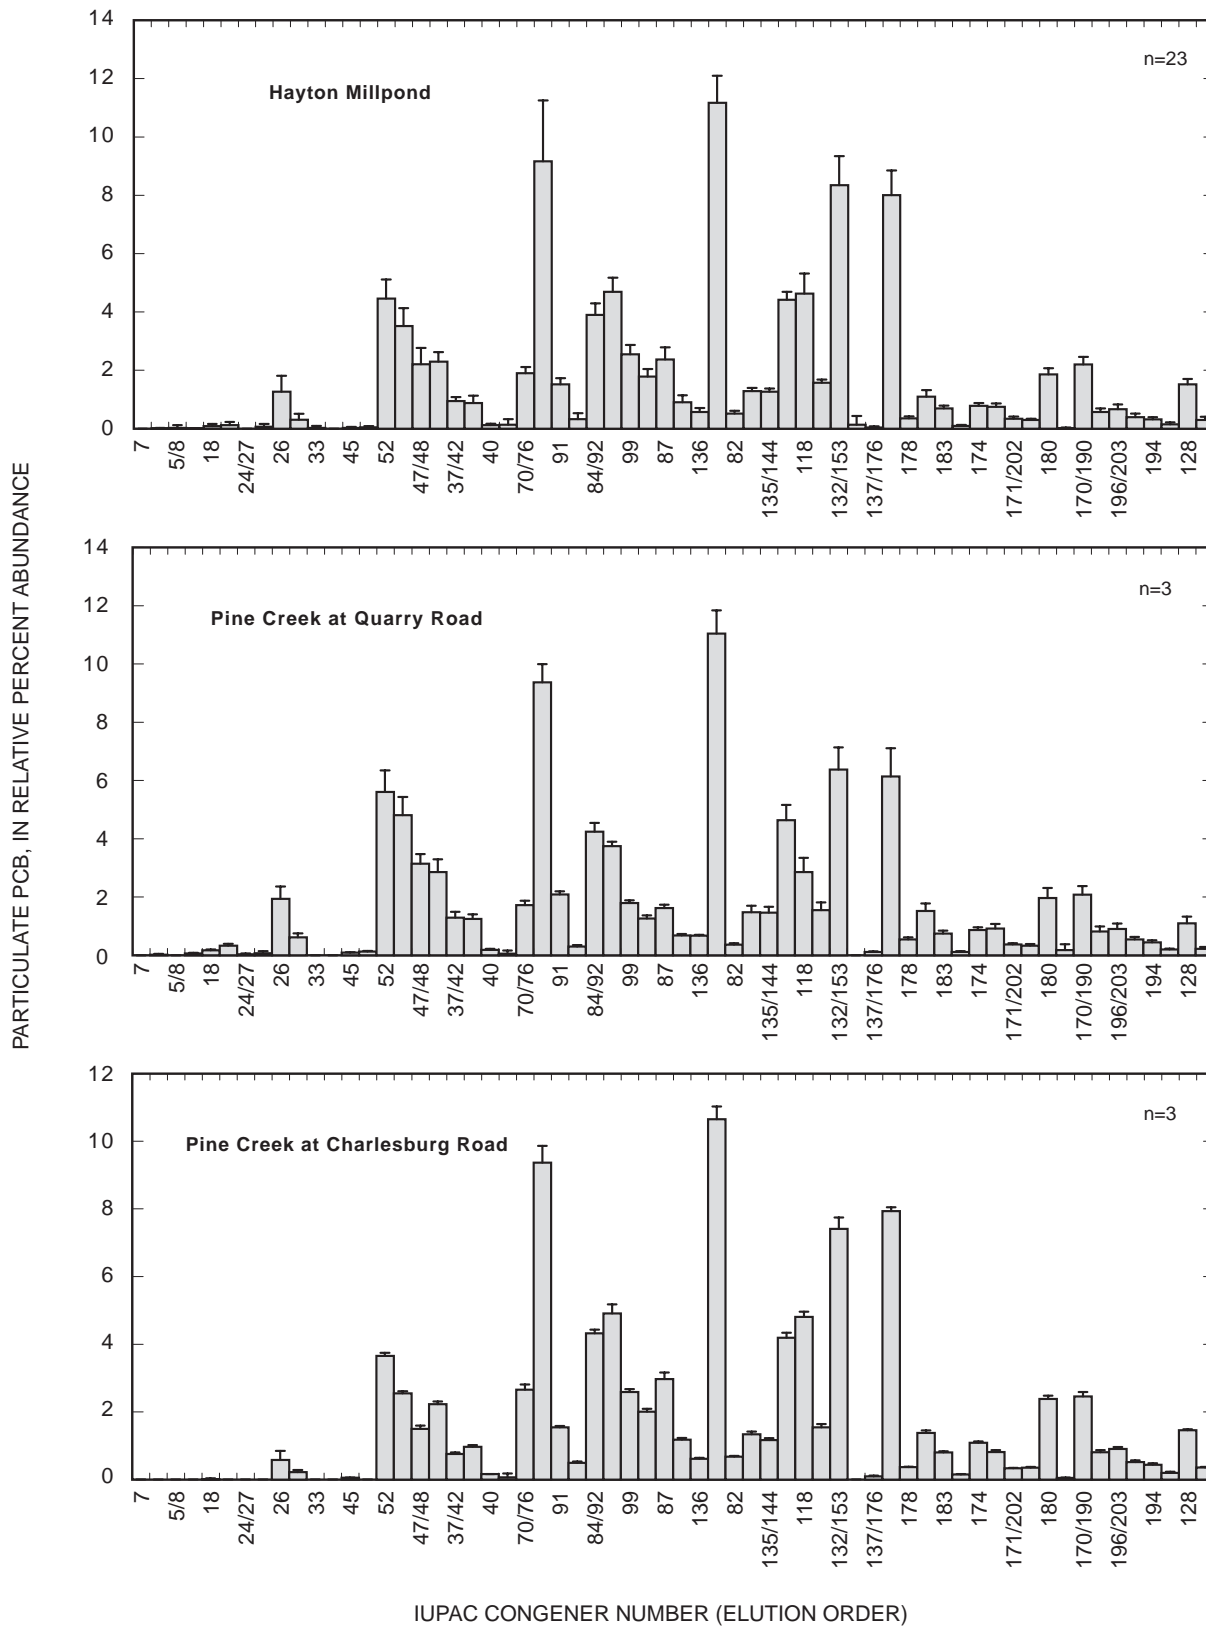 PARTICULATE PCB, IN RELATIVE PERCENT ABUNDANCE
14
12
10
8
6
4
2
0
Hayton Millpond
n=23
7 5/8 18 24/27 26 33 45 52 47/48 37/42 40 70/76 91 84/92 99 87 136 82 135/144 118 132/153 137/176 178 183 174 171/202 180 170/190 196/203 194 128
14
12
10
8
6
4
2
0
Pine Creek at Quarry Road
n=3
7 5/8 18 24/27 26 33 45 52 47/48 37/42 40 70/76 91 84/92 99 87 136 82 135/144 118 132/153 137/176 178 183 174 171/202 180 170/190 196/203 194 128
12
10
8
6
4
2
0
Pine Creek at Charlesburg Road
n=3
7 5/8 18 24/27 26 33 45 52 47/48 37/42 40 70/76 91 84/92 99 87 136 82 135/144 118 132/153 137/176 178 183 174 171/202 180 170/190 196/203 194 128
IUPAC CONGENER NUMBER (ELUTION ORDER)